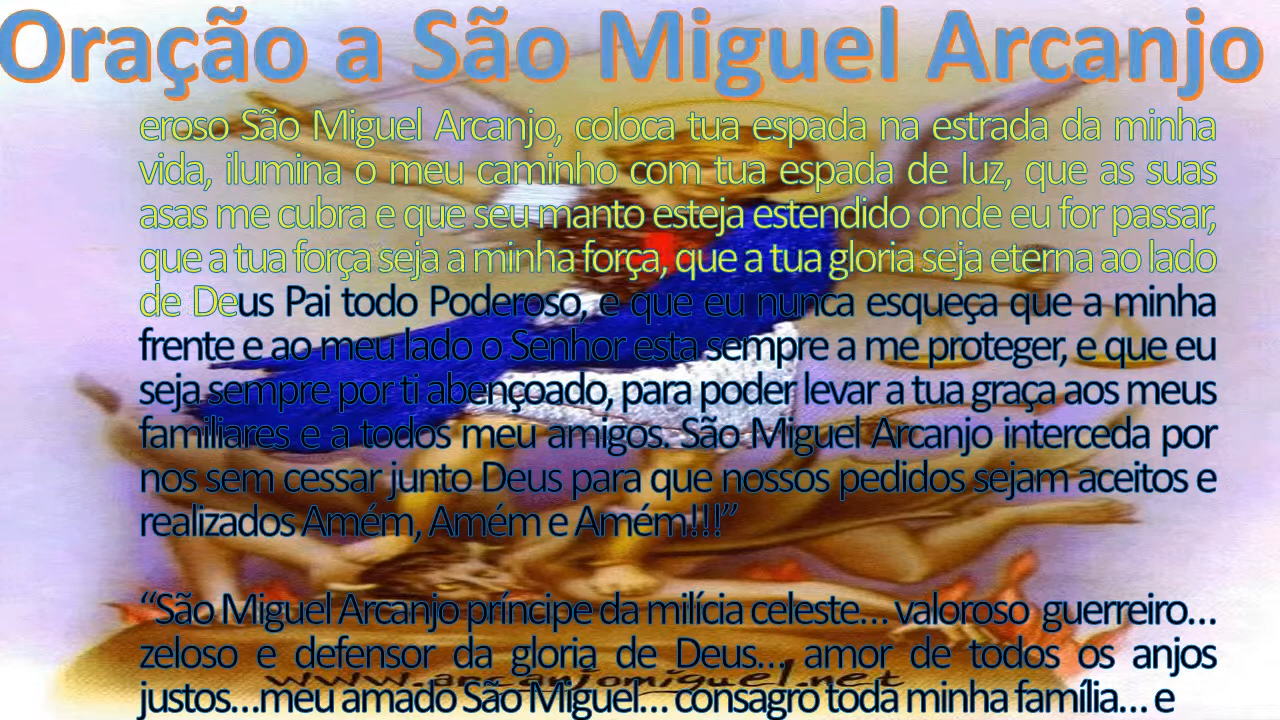 Oração a São Miguel Arcanjo
eroso São Miguel Arcanjo, coloca tua espada na estrada da minha
vida, ilumina o meu caminho com tua espada de luz, que as suas
asas me cubra e que seu manto esteja estendido onde eu for passar,
que a tua força seja a minha força, que a tua gloria seja eterna ao lado
de Deus Pai todo Poderoso, e que eu nunca esqueça que a minha
frente e ao meu lado o Senhor esta sempre a me proteger, e que eu
seja sempre por ti abençoado, para poder levar a tua graça aos meus
familiares e a todos meu amigos. São Miguel Arcanjo interceda por
nos sem cessar junto Deus para que nossos pedidos sejam aceitos e
realizados Amém, Amém e Amém!!!”
“São Miguel Arcanjo príncipe da milícia celeste… valoroso guerreiro…
zeloso e defensor da gloria de Deus… amor de todos os anjos
www.arcanjomiguel.net
justos…meu amado São Miguel… consagro toda minha família… e